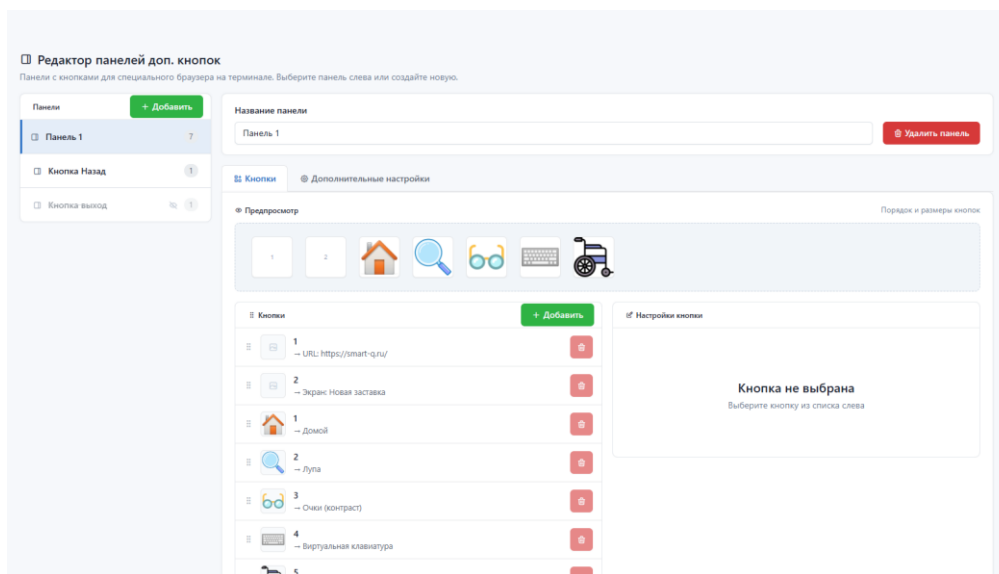 Редактор панелей доп. кнопок
Панели с кнопками для специального браузера на терминале. Выберите панель слева или создайте новую.
Панели
+ Добавить
Панель 1
7
Кнопка Назад
1
Кнопка выход
1
Название панели
Панель 1
Удалить панель
Кнопки
Дополнительные настройки
Предпросмотр
Порядок и размеры кнопок
1
2
Кнопки
+ Добавить
1
→ URL: https://smart-q.ru/
2
→ Экран: Новая заставка
1
→ Домой
2
→ Лупа
3
→ Очки (контраст)
4
→ Виртуальная клавиатура
5
Настройки кнопки
Кнопка не выбрана
Выберите кнопку из списка слева